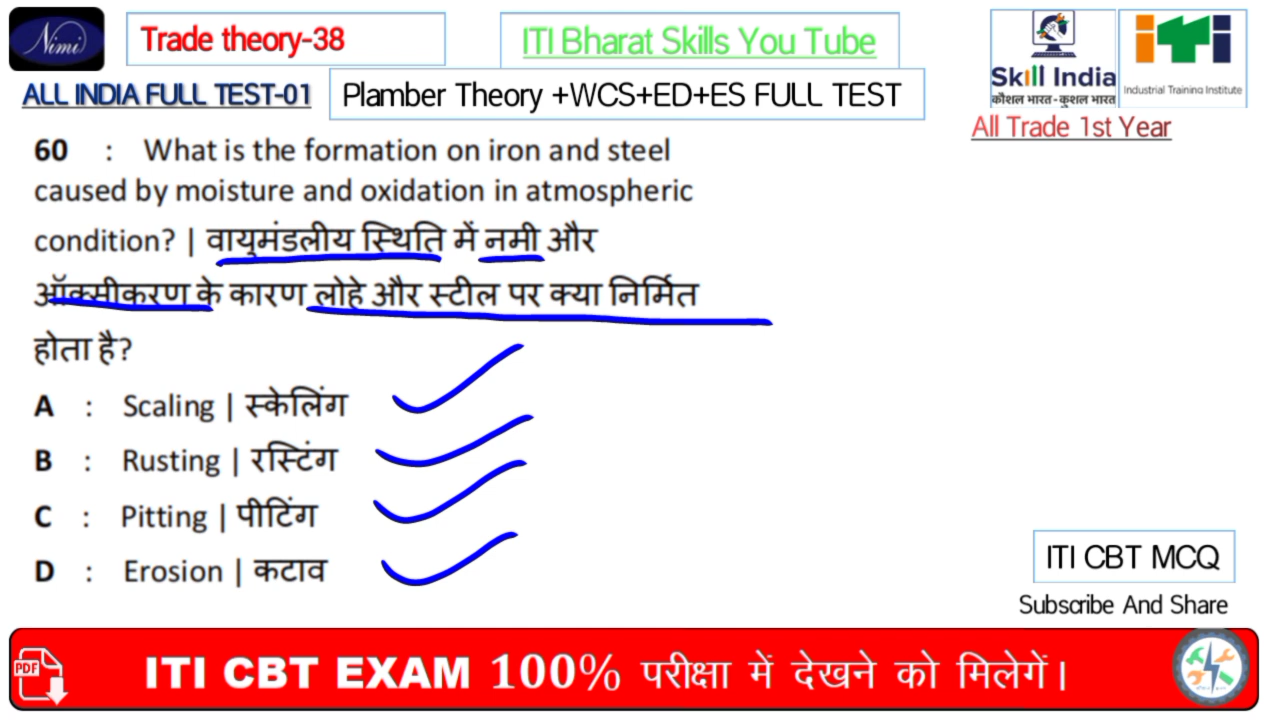 Nimi
Trade theory-38
ITI Bharat Skills You Tube
Skill India
कौशल भारत-कुशल भारत
iTi
Industrial Training Institute
ALL INDIA FULL TEST-01
Plamber Theory +WCS+ED+ES FULL TEST
All Trade 1st Year
60 : What is the formation on iron and steel
caused by moisture and oxidation in atmospheric
condition? | वायुमंडलीय स्थिति में नमी और
ऑक्सीकरण के कारण लोहे और स्टील पर क्या निर्मित
होता है?
A : Scaling | स्केलिंग
B : Rusting | रस्टिंग
C : Pitting | पीटिंग
D : Erosion | कटाव
ITI CBT MCQ
Subscribe And Share
PDF
ITI CBT EXAM 100% परीक्षा में देखने को मिलेगें।